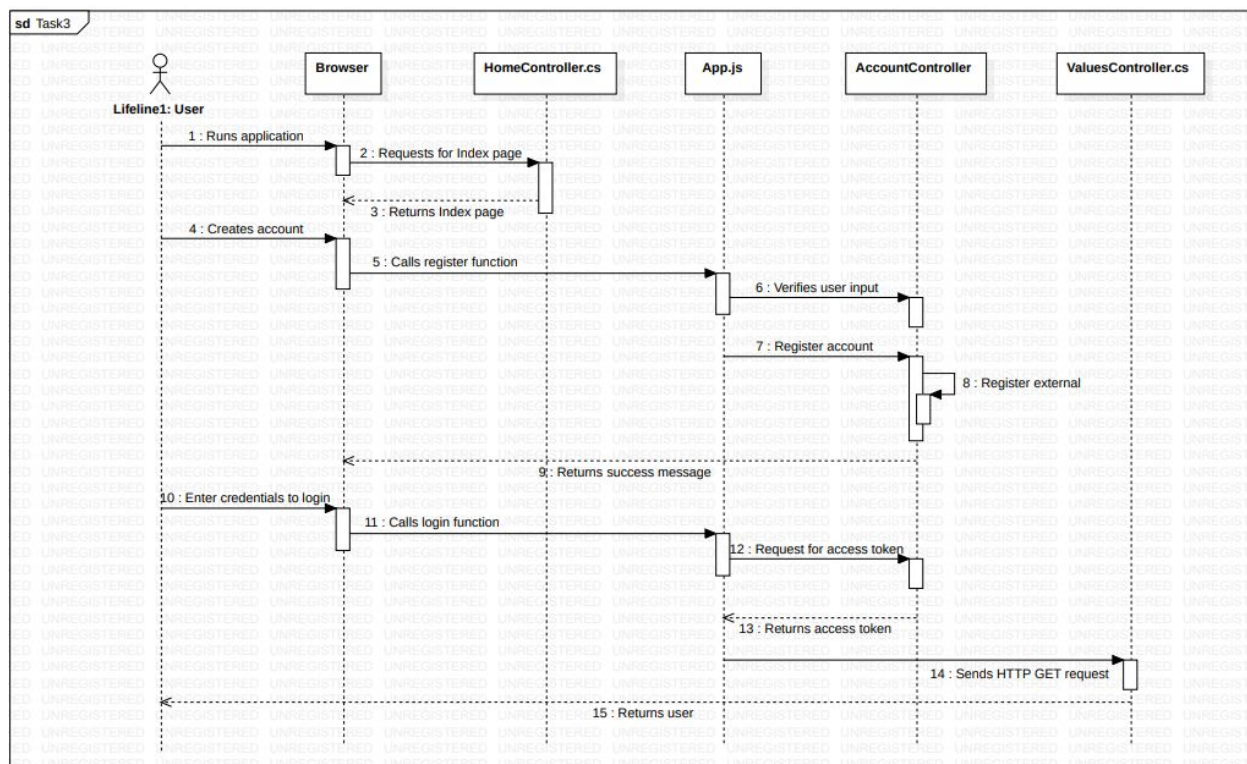 sd Task3
Browser
HomeController.cs
App.js
AccountController
ValuesController.cs
Lifeline1: User
1 : Runs application
2 : Requests for Index page
3 : Returns Index page
4 : Creates account
5 : Calls register function
6 : Verifies user input
7 : Register account
8 : Register external
9 : Returns success message
10 : Enter credentials to login
11 : Calls login function
12 : Request for access token
13 : Returns access token
14 : Sends HTTP GET request
15 : Returns user
UNREGISTERED